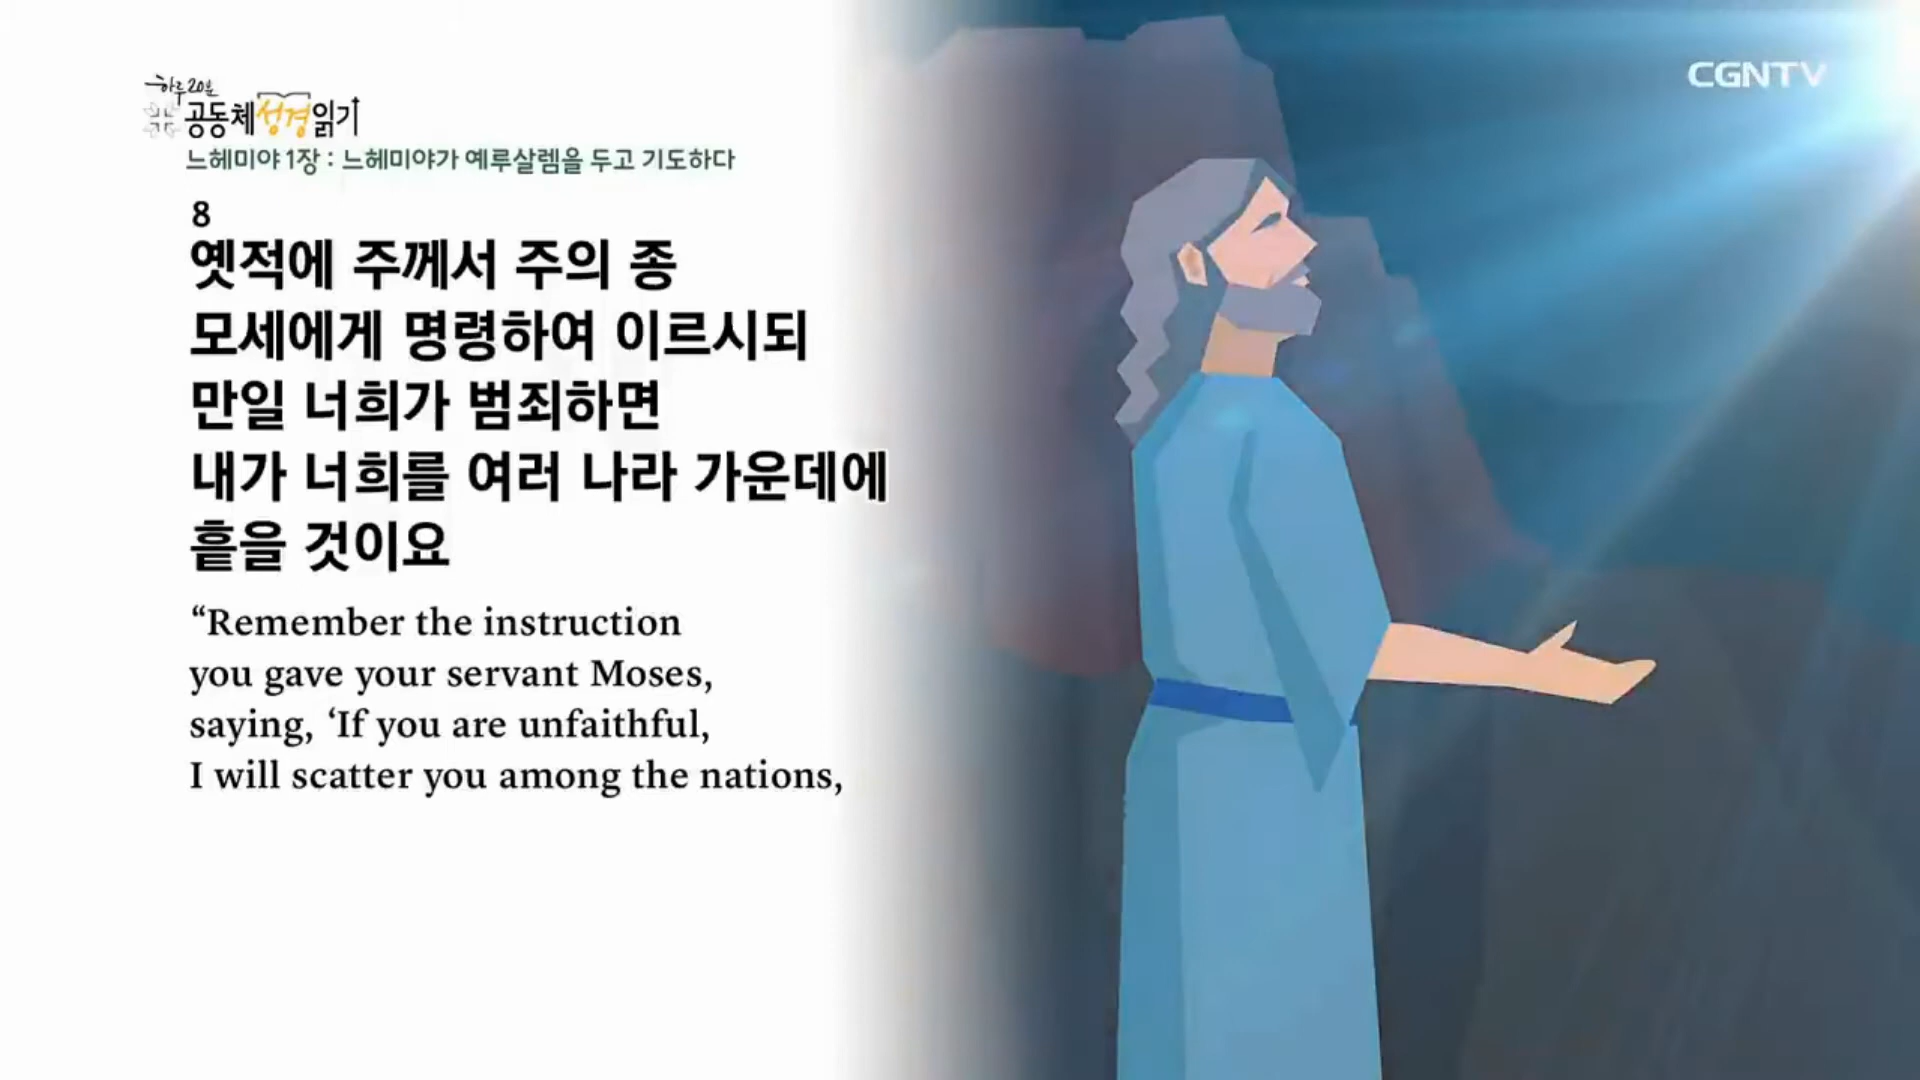 하루 20분
공동체성경읽기
CGNTV
느헤미야 1장 : 느헤미야가 예루살렘을 두고 기도하다
8
옛적에 주께서 주의 종
모세에게 명령하여 이르시되
만일 너희가 범죄하면
내가 너희를 여러 나라 가운데에
흩을 것이요
“Remember the instruction
you gave your servant Moses,
saying, ‘If you are unfaithful,
I will scatter you among the nations,